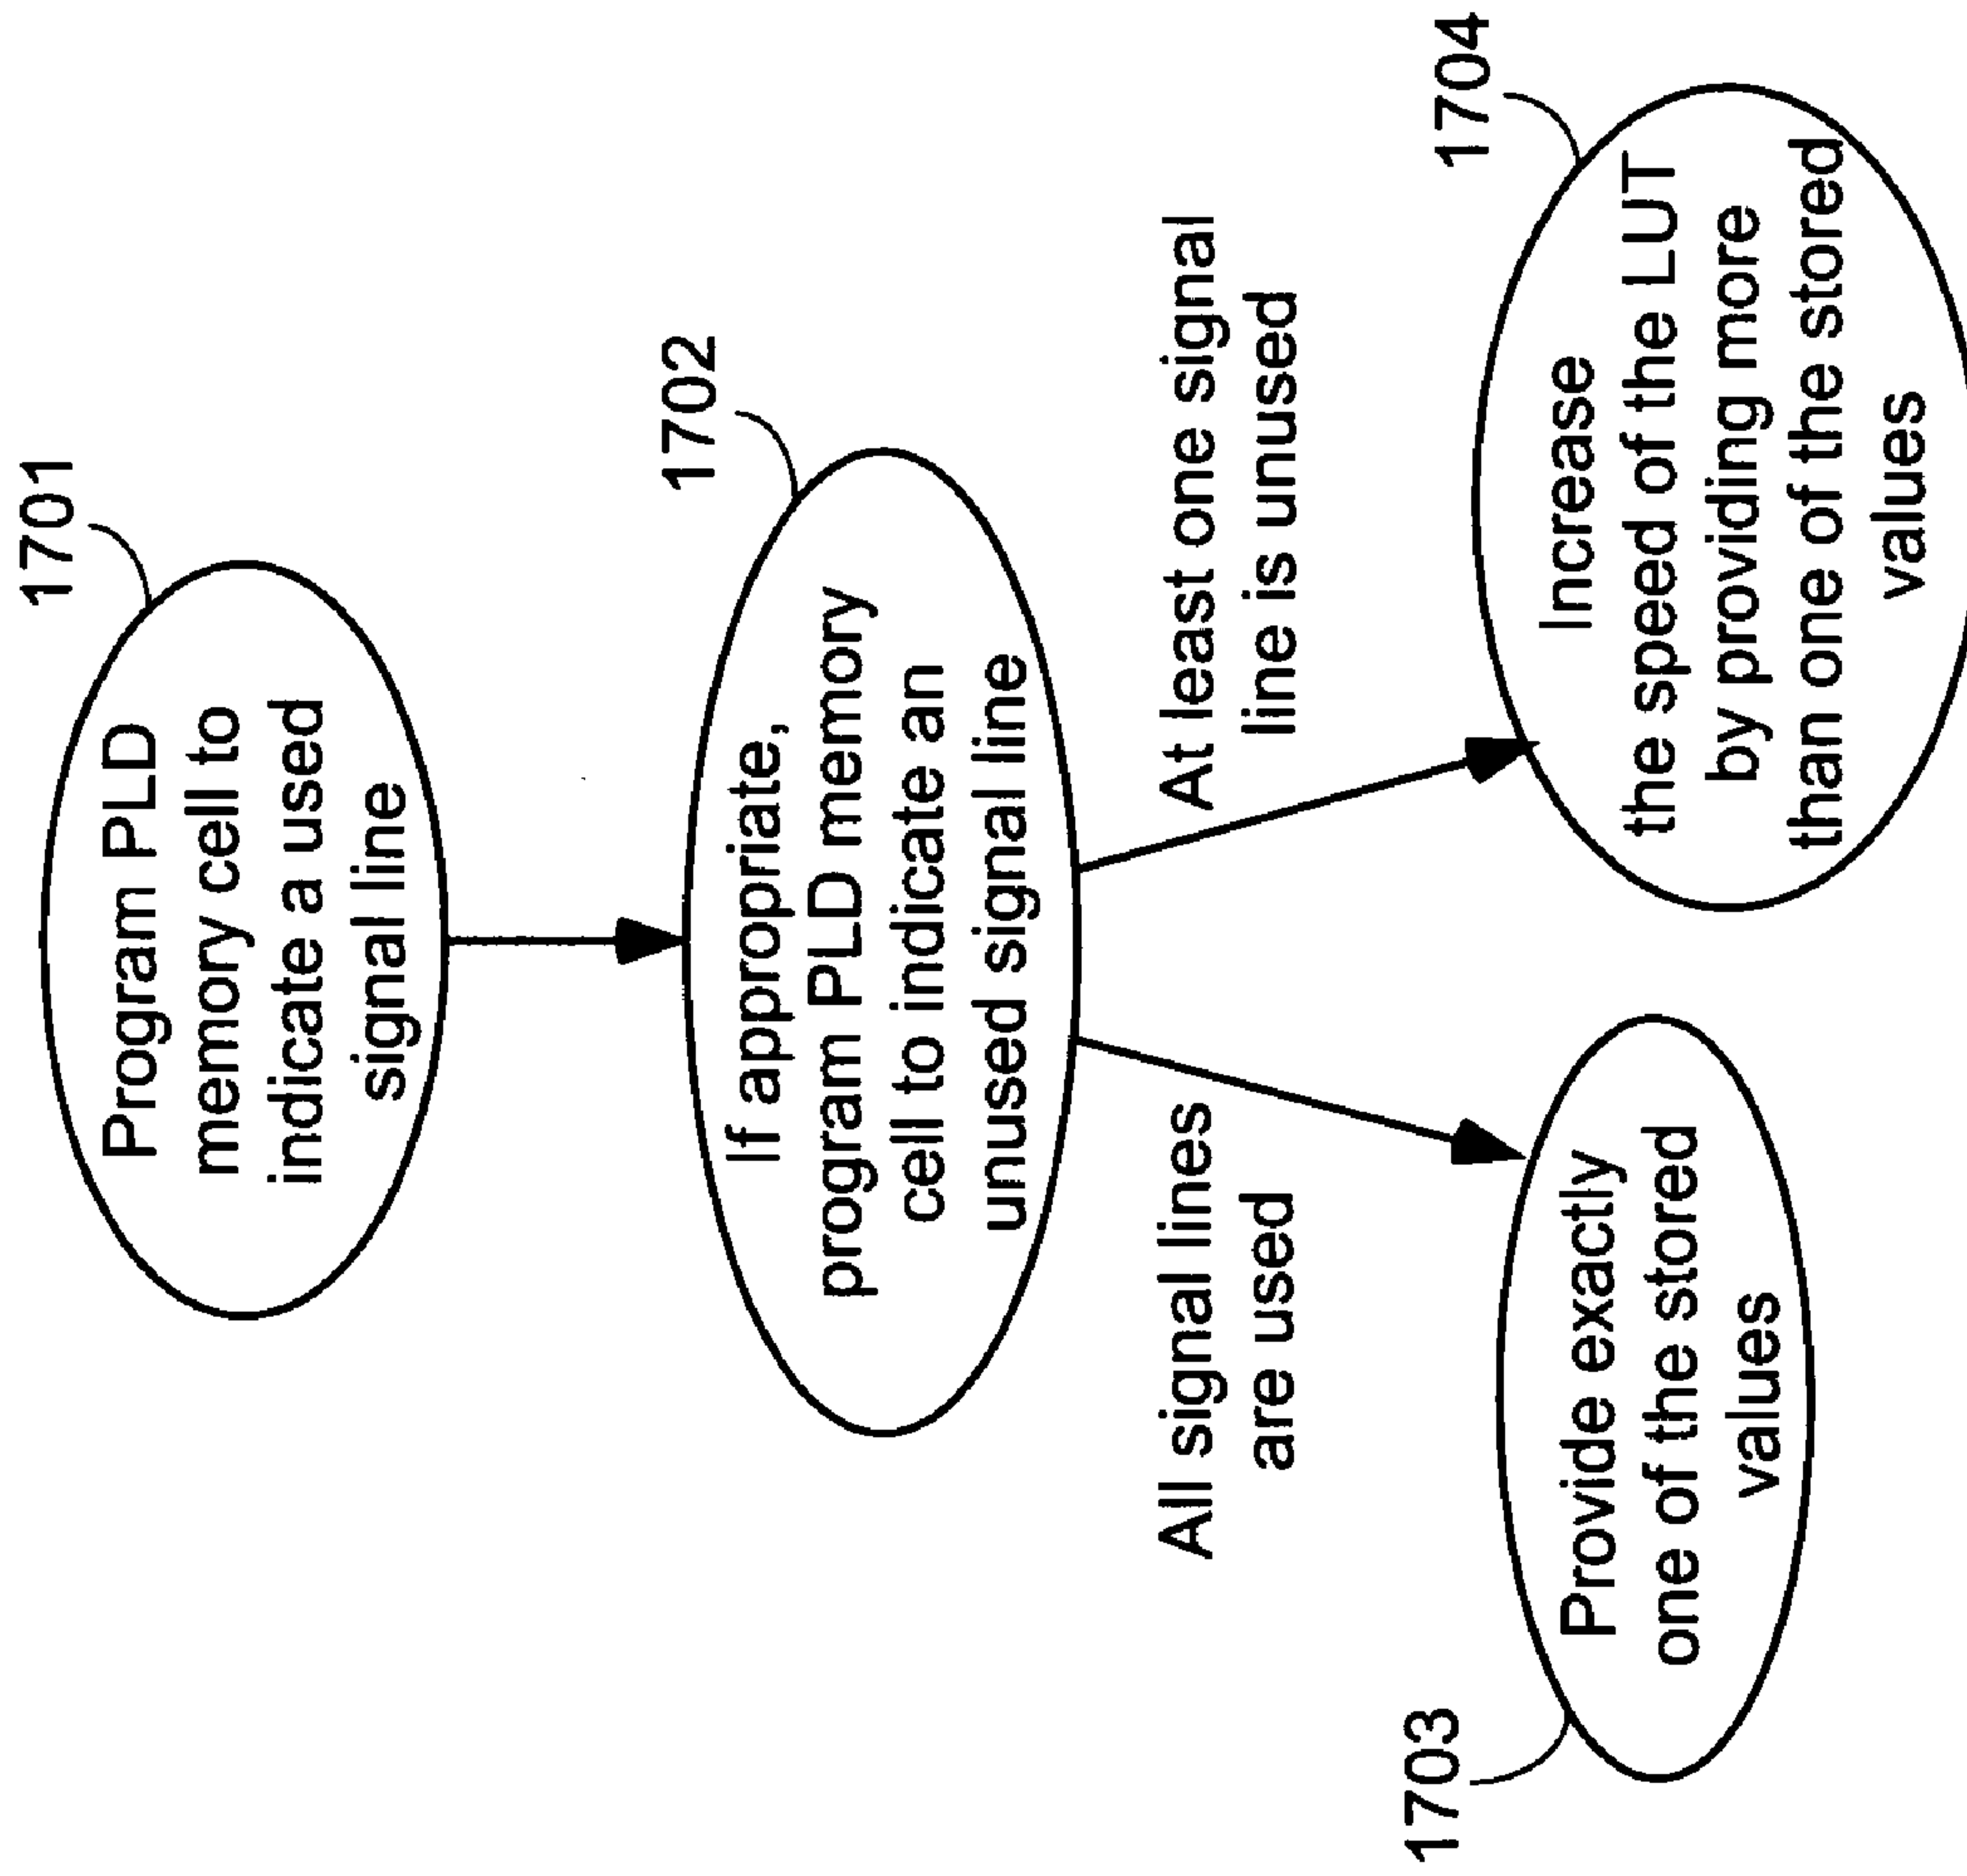 1701
Program PLD
memory cell to
indicate a used
signal line
1702
If appropriate,
program PLD memory
cell to indicate an
unused signal line
All signal lines
are used
At least one signal
line is unused
1703
Provide exactly
one of the stored
values
1704
Increase
the speed of the LUT
by providing more
than one of the stored
values